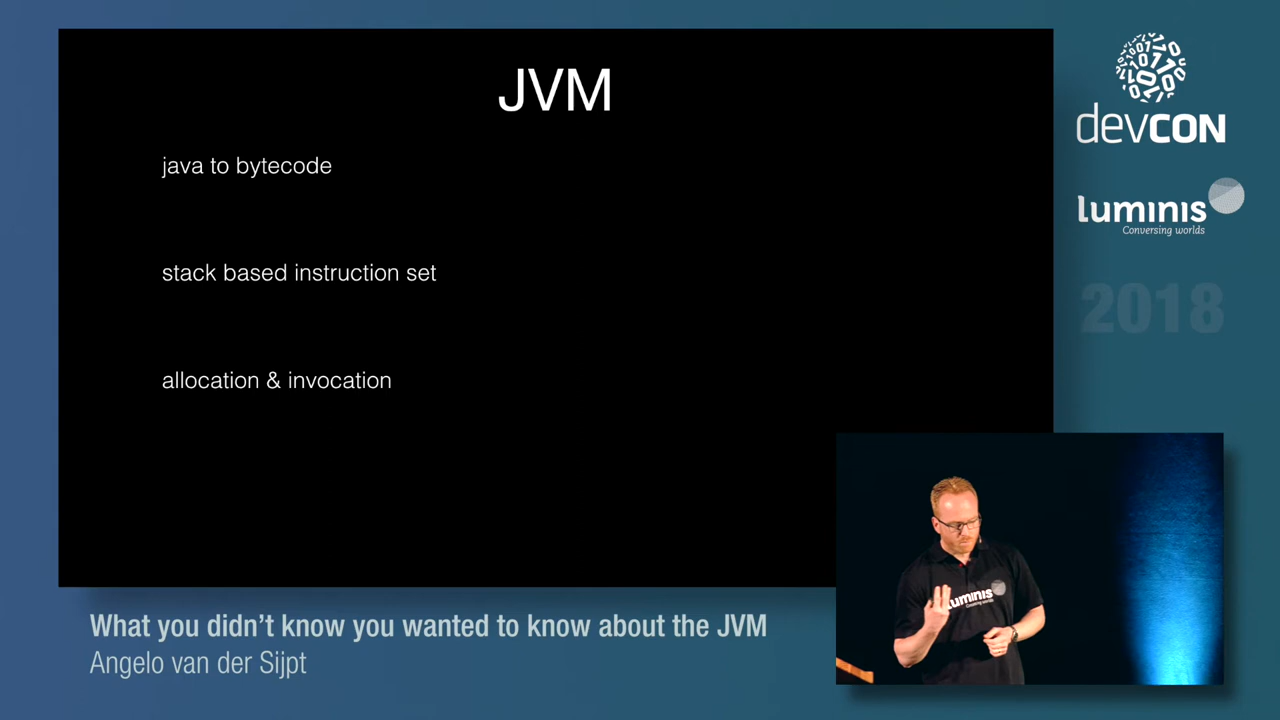 JVM
java to bytecode
stack based instruction set
allocation & invocation
devCON
luminis
Conversing worlds
2018
What you didn't know you wanted to know about the JVM
Angelo van der Sijpt
luminis